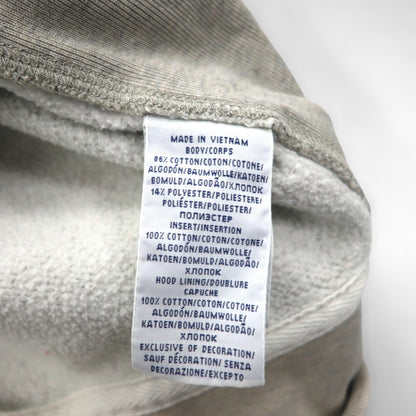 MADE IN VIETNAM
BODY/CORPS
86% COTTON/COTON/COTONE/
ALGODÓN/BAUMWOLLE/KATOEN/
BOMULD/ALGODÃO/ХЛОПОК
14% POLYESTER/POLIESTERE/
POLIÉSTER/POLIESTER/
ПОЛИЭСТЕР
INSERT/INSERTION
100% COTTON/COTON/COTONE/
ALGODÓN/BAUMWOLLE/
KATOEN/BOMULD/ALGODÃO/
ХЛОПОК
HOOD LINING/DOUBLURE
CAPUCHE
100% COTTON/COTON/COTONE/
ALGODÓN/BAUMWOLLE/
KATOEN/BOMULD/ALGODÃO/
ХЛОПОК
EXCLUSIVE OF DECORATION/
SAUF DÉCORATION/ SENZA
DECORAZIONE/EXCEPTO